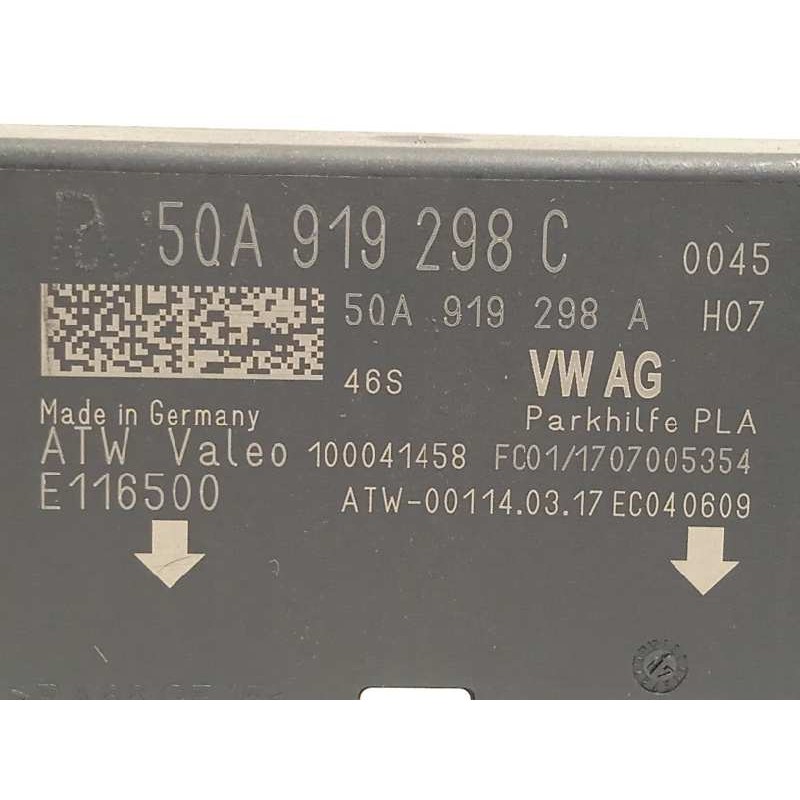 5QA 919 298 C 0045
5QA 919 298 A H07
46S VW AG
Made in Germany Parkhilfe PLA
ATW Valeo 100041458 FC01/1707005354
E116500 ATW-00114.03.17 EC040609